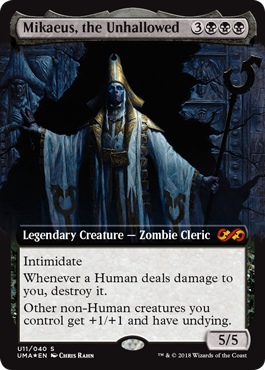 Mikaeus, the Unhallowed 3
Legendary Creature — Zombie Cleric
Intimidate
Whenever a Human deals damage to
you, destroy it.
Other non-Human creatures you
control get +1/+1 and have undying.
5/5
U11/040 S
UMA★EN Chris Rahn
™ & © 2018 Wizards of the Coast